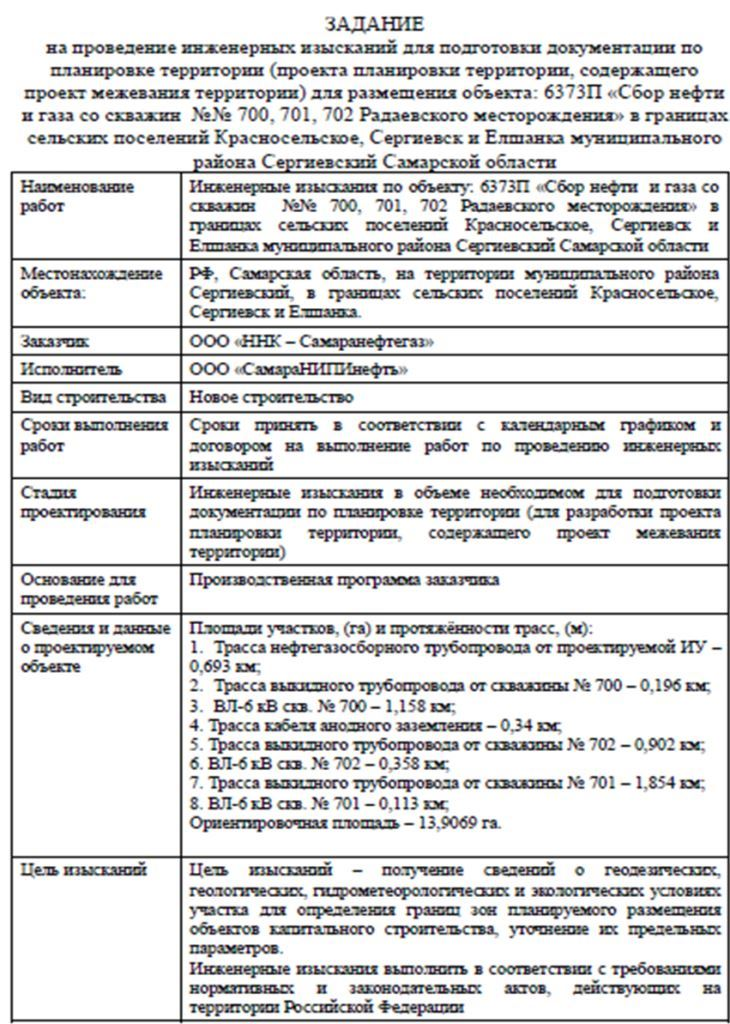 ЗАДАНИЕ
на проведение инженерных изысканий для подготовки документации по
планировке территории (проекта планировки территории, содержащего
проект межевания территории) для размещения объекта: 6373П «Сбор нефти
и газа со скважин №№ 700, 701, 702 Радаевского месторождения» в границах
сельских поселений Красносельское, Сергиевск и Елшанка муниципального
района Сергиевский Самарской области
Наименование
работ
Инженерные изыскания по объекту: 6373П «Сбор нефти и газа со
скважин №№ 700, 701, 702 Радаевского месторождения» в
границах сельских поселений Красносельское, Сергиевск и
Елшанка муниципального района Сергиевский Самарской области
Местонахождение
объекта:
РФ, Самарская область, на территории муниципального района
Сергиевский, в границах сельских поселений Красносельское,
Сергиевск и Елшанка.
Заказчик
ООО «ННК – Самаранефтегаз»
Исполнитель
ООО «СамараНИПИнефть»
Вид строительства
Новое строительство
Сроки выполнения
работ
Сроки принять в соответствии с календарным графиком и
договором на выполнение работ по проведению инженерных
изысканий
Стадия
проектирования
Инженерные изыскания в объеме необходимом для подготовки
документации по планировке территории (для разработки проекта
планировки территории, содержащего проект межевания
территории)
Основание для
проведения работ
Производственная программа заказчика
Сведения и данные
о проектируемом
объекте
Площади участков, (га) и протяжённости трасс, (м):
1. Трасса нефтегазосборного трубопровода от проектируемой ИУ –
0,693 км;
2. Трасса выкидного трубопровода от скважины № 700 – 0,196 км;
3. ВЛ-6 кВ скв. № 700 – 1,158 км;
4. Трасса кабеля анодного заземления – 0,34 км;
5. Трасса выкидного трубопровода от скважины № 702 – 0,902 км;
6. ВЛ-6 кВ скв. № 702 – 0,358 км;
7. Трасса выкидного трубопровода от скважины № 701 – 1,854 км;
8. ВЛ-6 кВ скв. № 701 – 0,113 км;
Ориентировочная площадь – 13,9069 га.
Цель изысканий
Цель изысканий – получение сведений о геодезических,
геологических, гидрометеорологических и экологических условиях
участка для определения границ зон планируемого размещения
объектов капитального строительства, уточнение их предельных
параметров.
Инженерные изыскания выполнить в соответствии с требованиями
нормативных и законодательных актов, действующих на
территории Российской Федерации